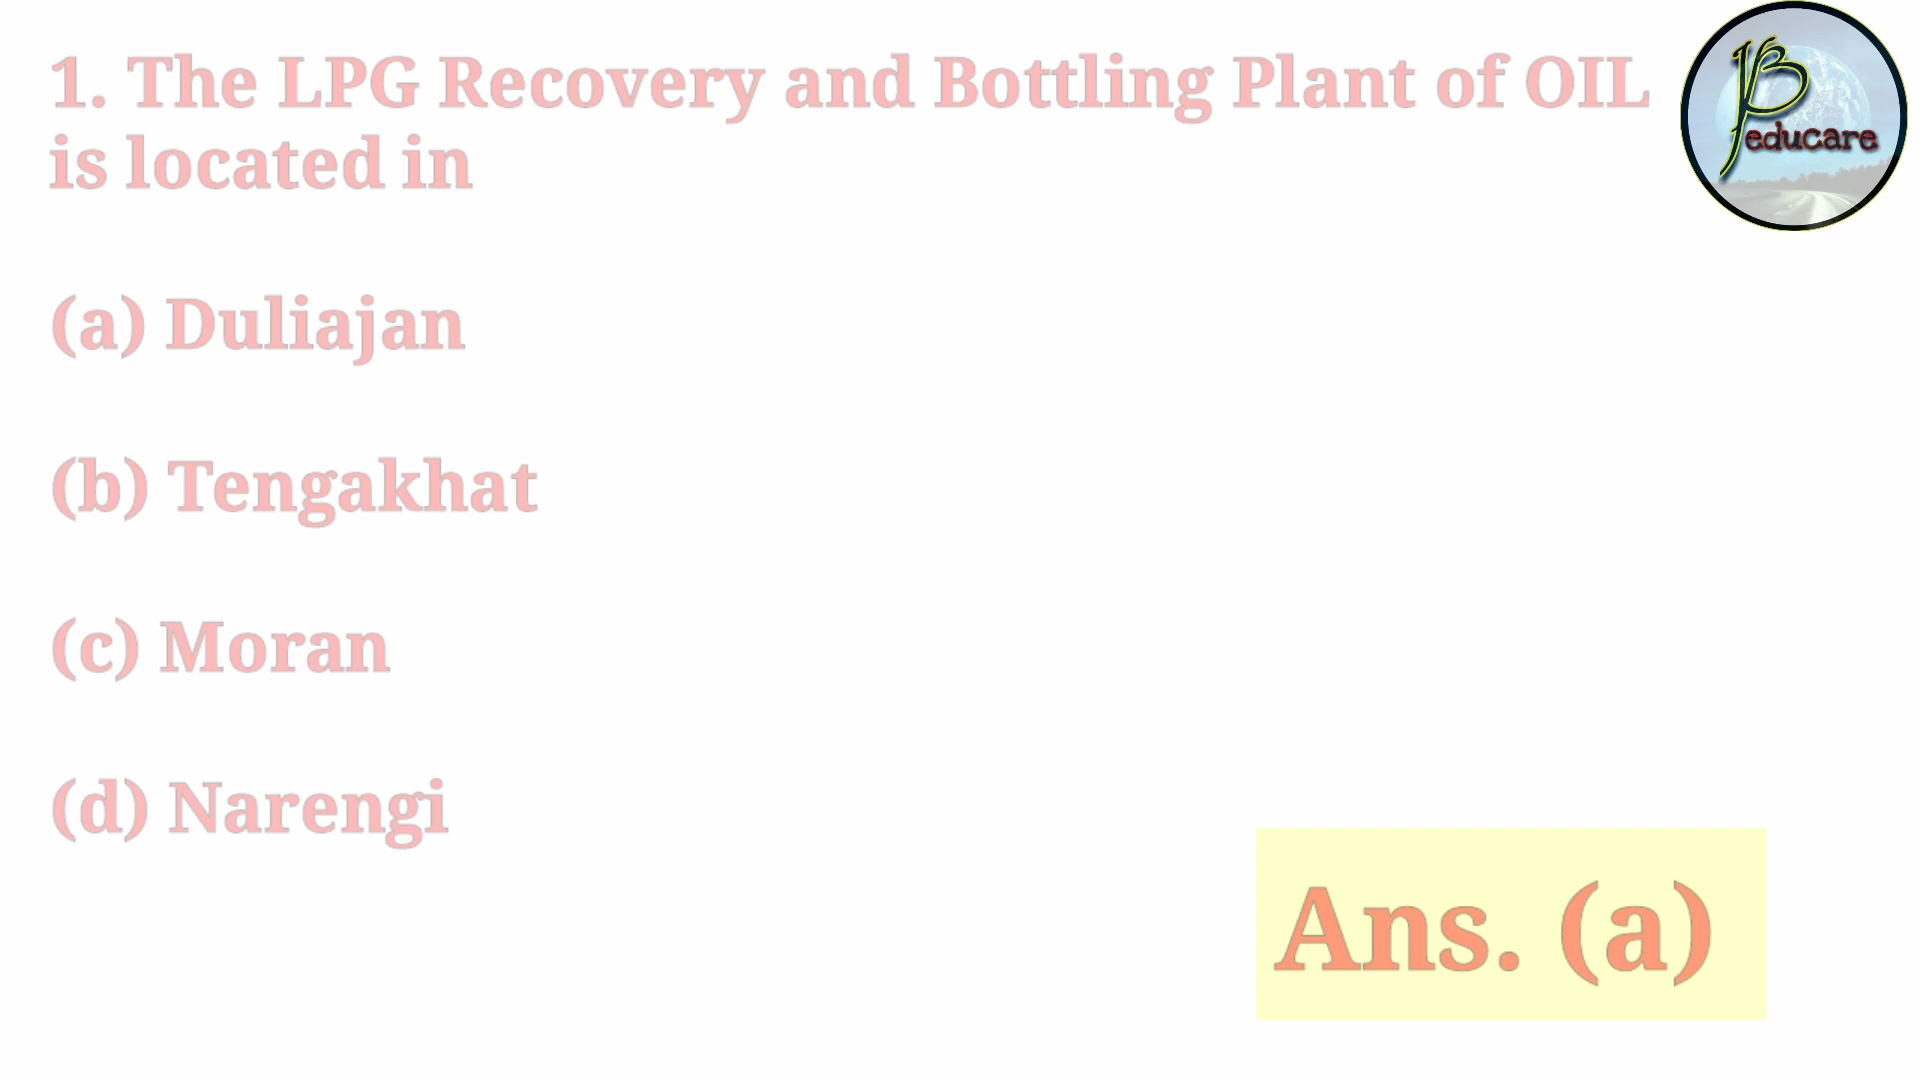 1. The LPG Recovery and Bottling Plant of OIL
is located in
(a) Duliajan
(b) Tengakhat
(c) Moran
(d) Narengi
Ans. (a)
educare